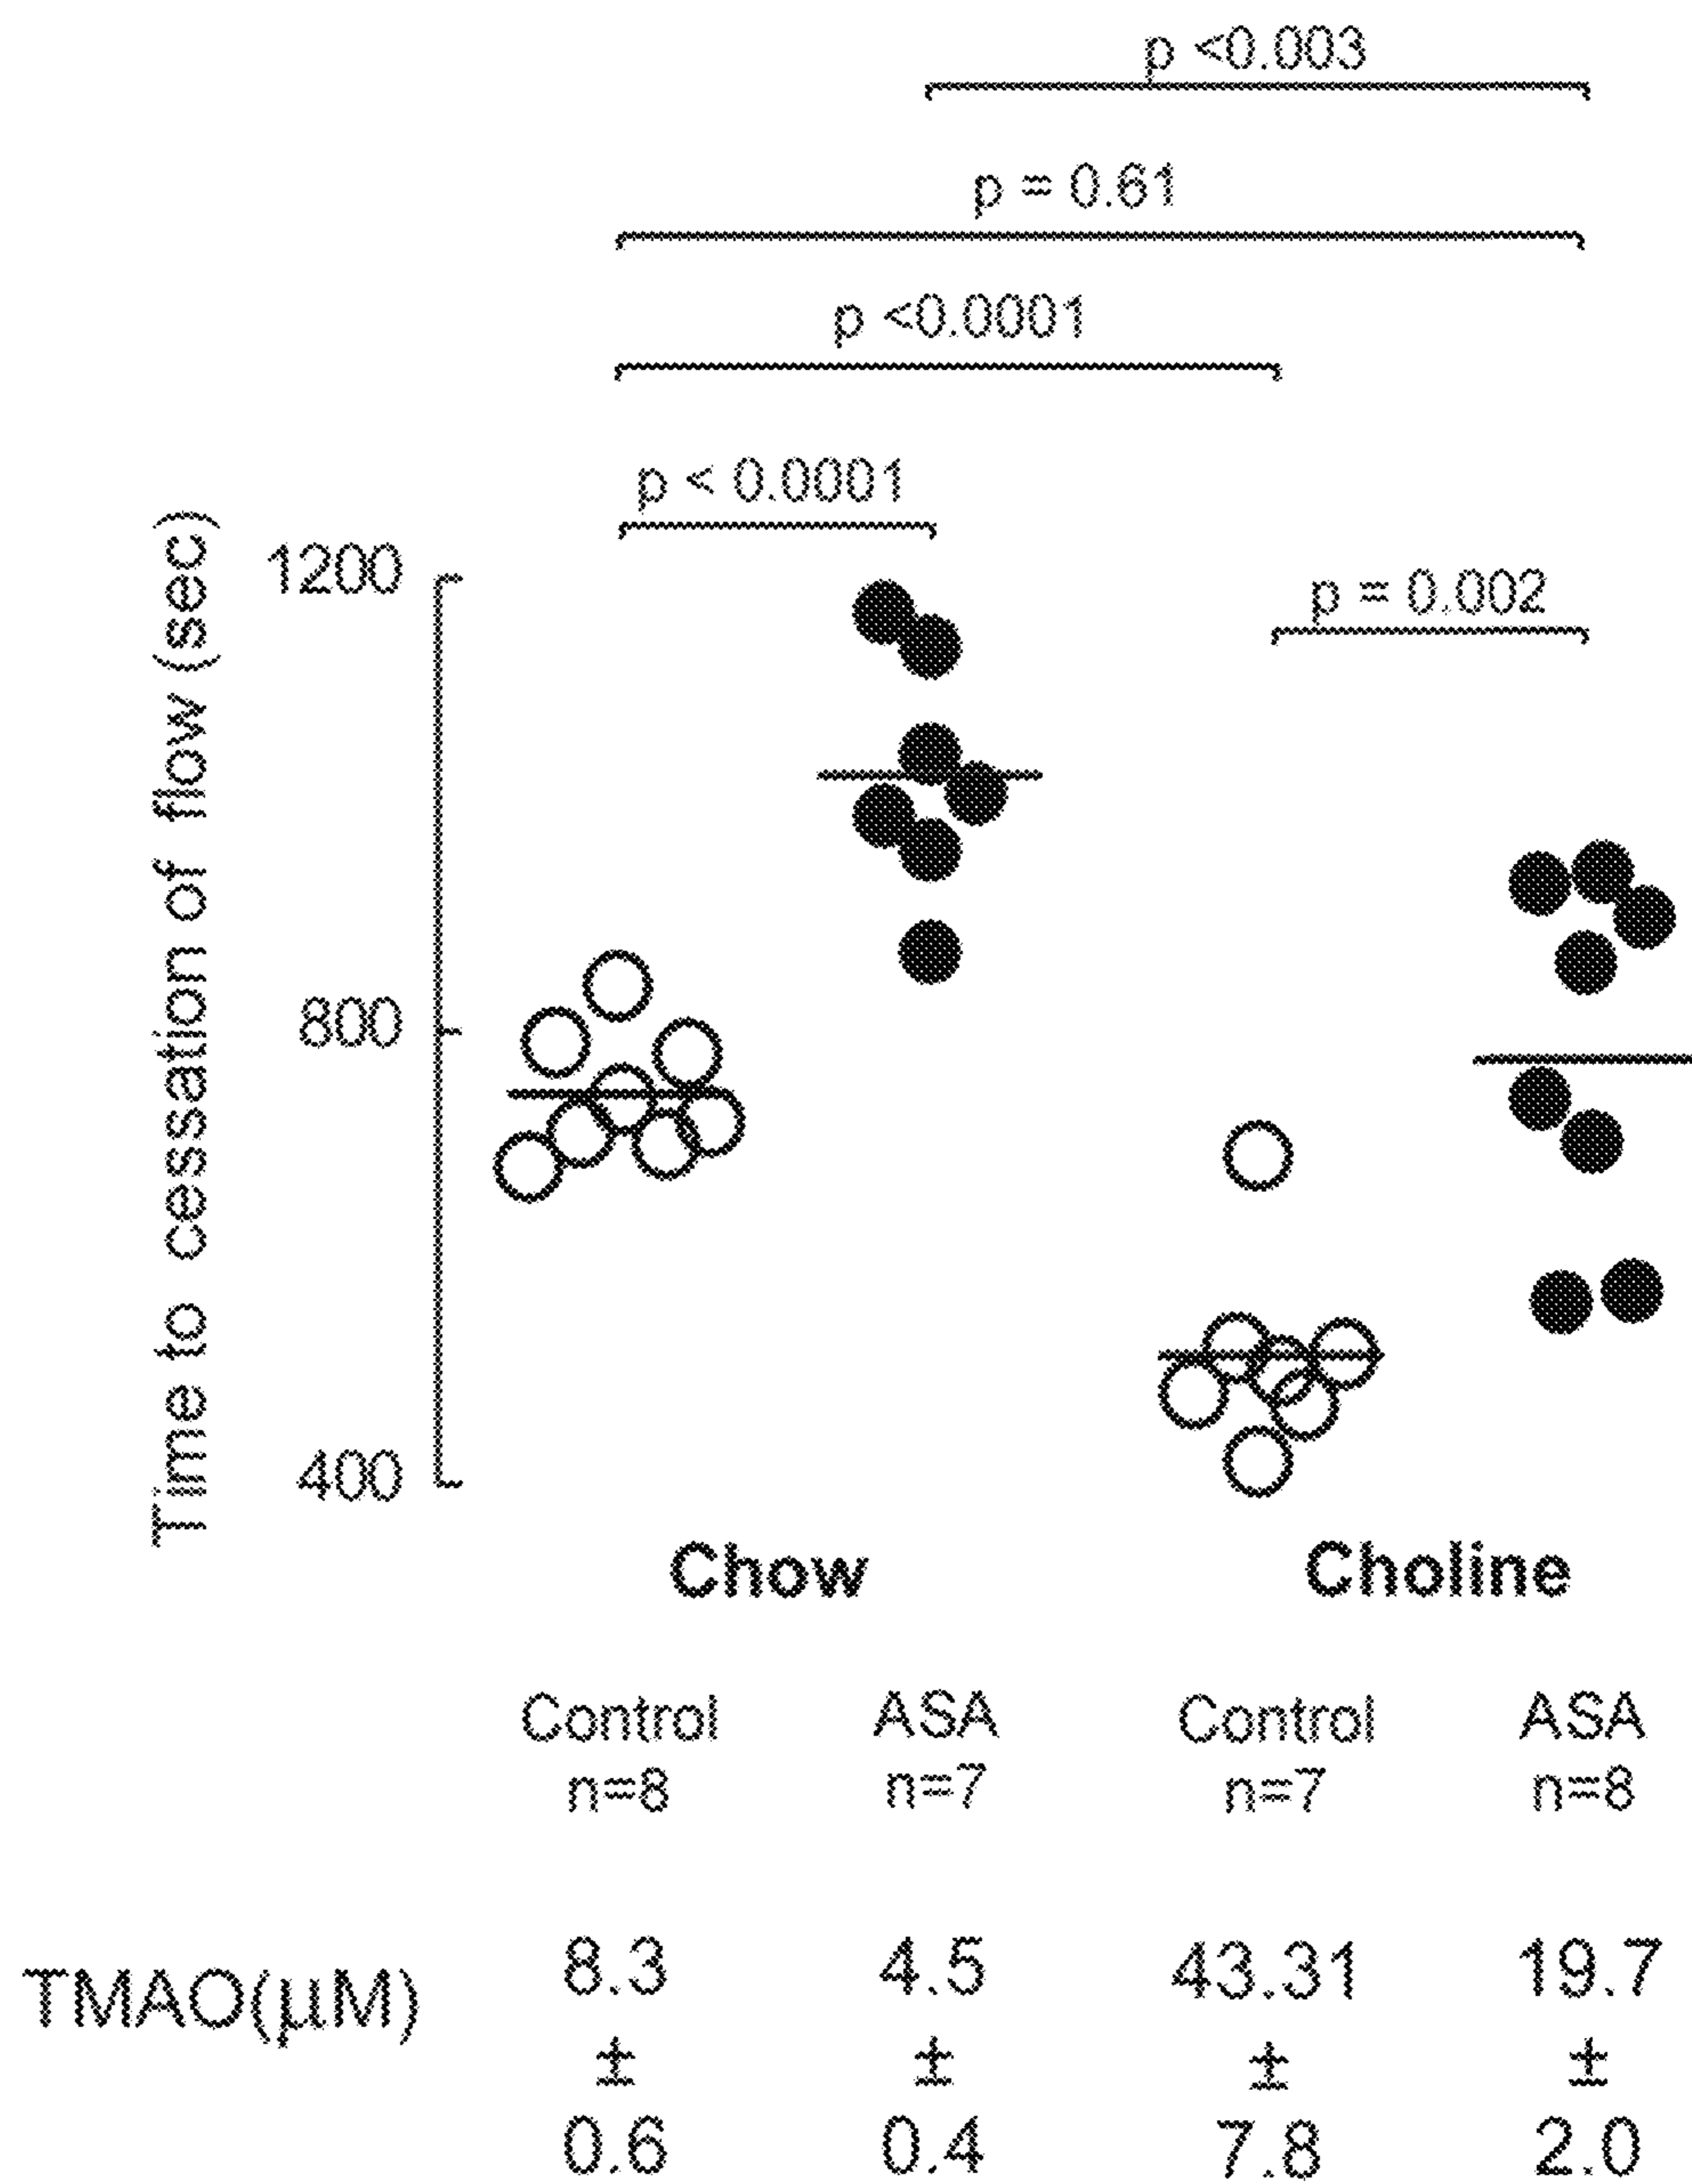 p <0.003
p = 0.61
p <0.0001
p < 0.0001
p = 0.002
Time to cessation of flow (sec)
1200
800
400
Chow Choline
Control ASA Control ASA
n=8 n=7 n=7 n=8
TMAO(μM) 8.3 4.5 43.31 19.7
± ± ± ±
0.6 0.4 7.8 2.0